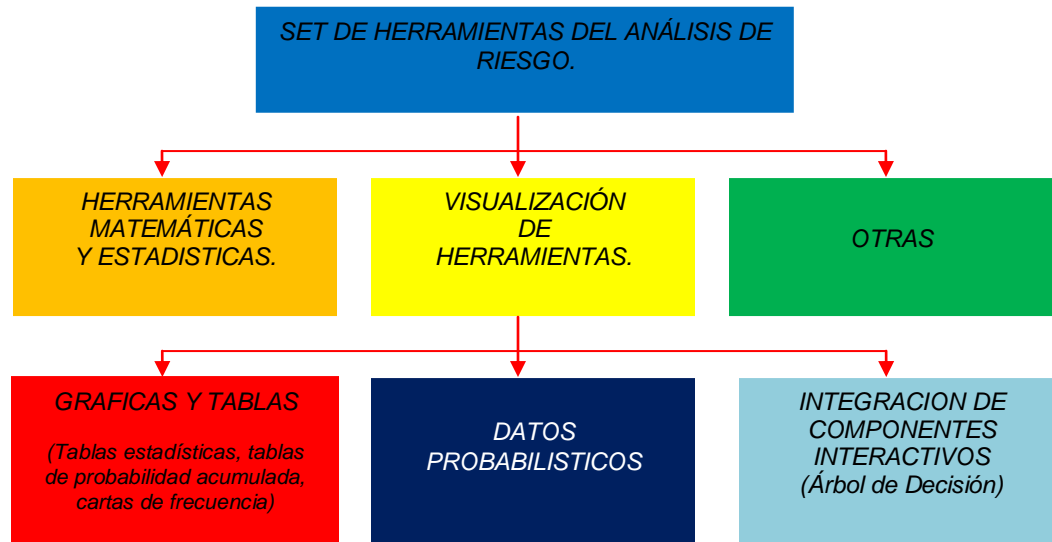 SET DE HERRAMIENTAS DEL ANÁLISIS DE
RIESGO.
HERRAMIENTAS
MATEMÁTICAS
Y ESTADISTICAS.
VISUALIZACIÓN
DE
HERRAMIENTAS.
OTRAS
GRAFICAS Y TABLAS
(Tablas estadísticas, tablas
de probabilidad acumulada,
cartas de frecuencia)
DATOS
PROBABILISTICOS
INTEGRACION DE
COMPONENTES
INTERACTIVOS
(Árbol de Decisión)